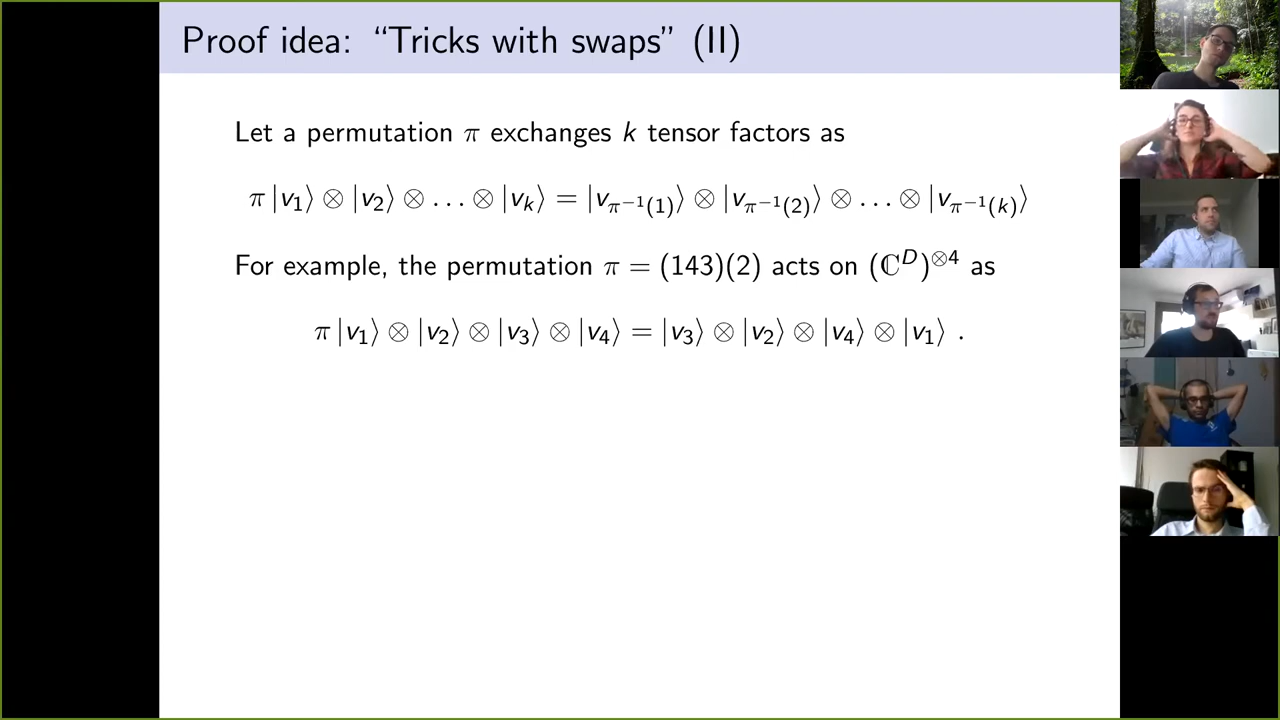 Proof idea: “Tricks with swaps” (II)
Let a permutation π exchanges k tensor factors as
π |v₁⟩ ⊗ |v₂⟩ ⊗ … ⊗ |vₖ⟩ = |v_{π⁻¹(1)}⟩ ⊗ |v_{π⁻¹(2)}⟩ ⊗ … ⊗ |v_{π⁻¹(k)}⟩
For example, the permutation π = (143)(2) acts on (ℂᴰ)^{⊗4} as
π |v₁⟩ ⊗ |v₂⟩ ⊗ |v₃⟩ ⊗ |v₄⟩ = |v₃⟩ ⊗ |v₂⟩ ⊗ |v₄⟩ ⊗ |v₁⟩ .